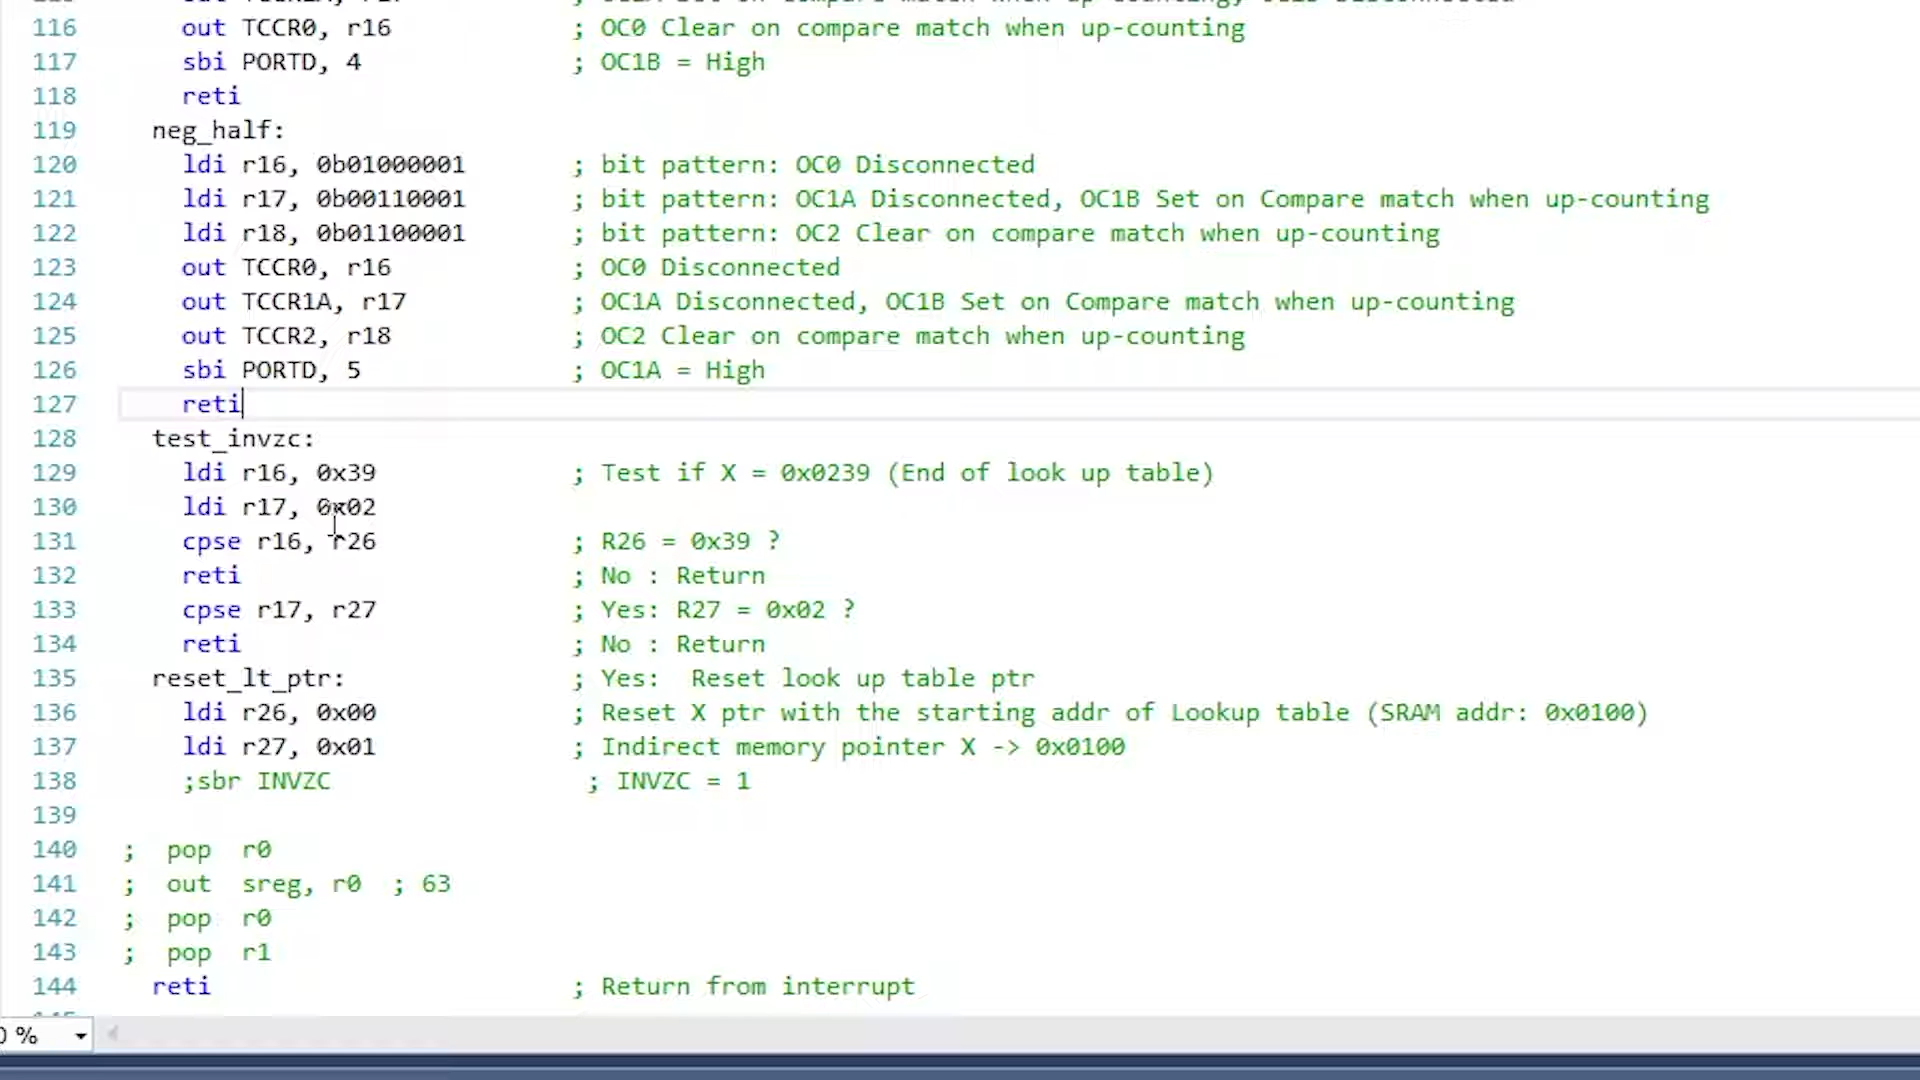 116 out TCCR0, r16 ; OC0 Clear on compare match when up-counting
117 sbi PORTD, 4 ; OC1B = High
118 reti
119 neg_half:
120 ldi r16, 0b01000001 ; bit pattern: OC0 Disconnected
121 ldi r17, 0b00110001 ; bit pattern: OC1A Disconnected, OC1B Set on Compare match when up-counting
122 ldi r18, 0b01100001 ; bit pattern: OC2 Clear on compare match when up-counting
123 out TCCR0, r16 ; OC0 Disconnected
124 out TCCR1A, r17 ; OC1A Disconnected, OC1B Set on Compare match when up-counting
125 out TCCR2, r18 ; OC2 Clear on compare match when up-counting
126 sbi PORTD, 5 ; OC1A = High
127 reti
128 test_invzc:
129 ldi r16, 0x39 ; Test if X = 0x0239 (End of look up table)
130 ldi r17, 0x02
131 cpse r16, r26 ; R26 = 0x39 ?
132 reti ; No : Return
133 cpse r17, r27 ; Yes: R27 = 0x02 ?
134 reti ; No : Return
135 reset_lt_ptr: ; Yes: Reset look up table ptr
136 ldi r26, 0x00 ; Reset X ptr with the starting addr of Lookup table (SRAM addr: 0x0100)
137 ldi r27, 0x01 ; Indirect memory pointer X -> 0x0100
138 ;sbr INVZC ; INVZC = 1
139
140 ; pop r0
141 ; out sreg, r0 ; 63
142 ; pop r0
143 ; pop r1
144 reti ; Return from interrupt
0 %